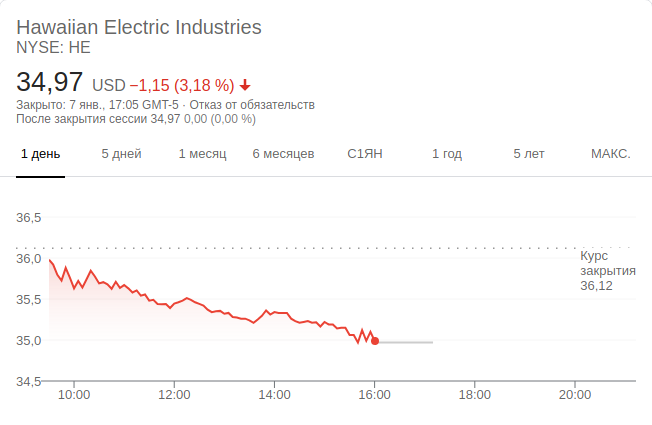 Hawaiian Electric Industries
NYSE: HE
34,97 USD −1,15 (3,18 %)
Закрыто: 7 янв., 17:05 GMT-5 · Отказ от обязательств
После закрытия сессии 34,97 0,00 (0,00 %)
1 день 5 дней 1 месяц 6 месяцев С1ЯН 1 год 5 лет МАКС.
36,5
36,0
35,5
35,0
34,5
Курс
закрытия
36,12
10:00 12:00 14:00 16:00 18:00 20:00